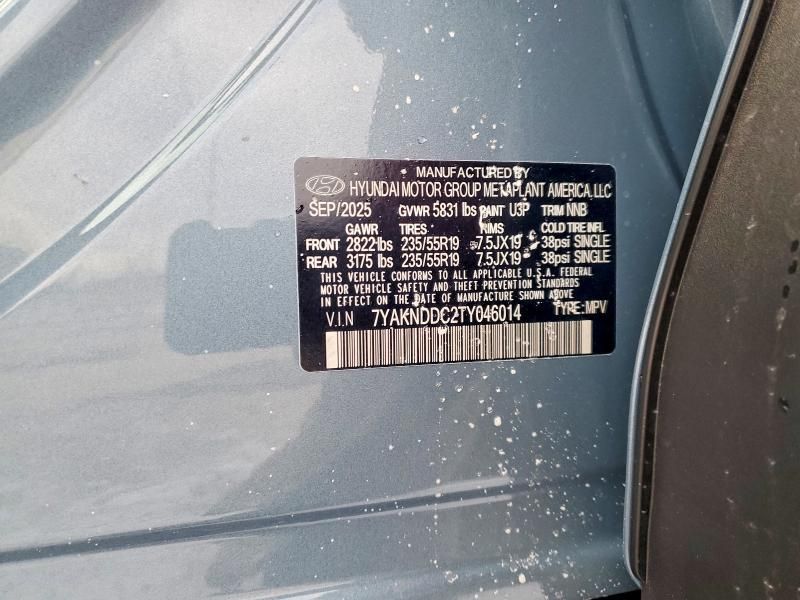 MANUFACTURED BY
HYUNDAI MOTOR GROUP METAPLANT AMERICA, LLC
SEP/2025 GVWR 5831 lbs PAINT U3P TRIM NNB
GAWR TIRES RIMS COLD TIRE INFL
FRONT 2822 lbs 235/55R19 7.5JX19 38psi SINGLE
REAR 3175 lbs 235/55R19 7.5JX19 38psi SINGLE
THIS VEHICLE CONFORMS TO ALL APPLICABLE U.S.A. FEDERAL
MOTOR VEHICLE SAFETY AND THEFT PREVENTION STANDARDS
IN EFFECT ON THE DATE OF MANUFACTURE SHOWN ABOVE.
V.I.N 7YAKNDDC2TY046014 TYPE:MPV